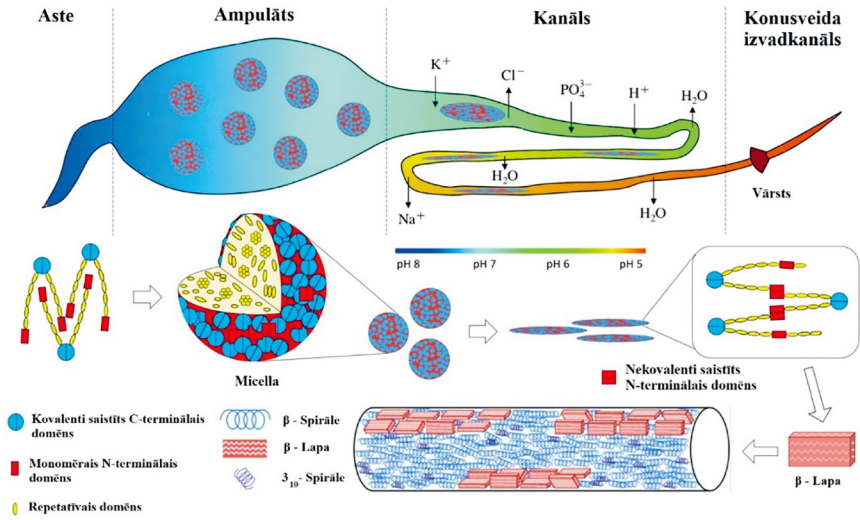 Aste
Ampulāts
Kanāls
Konusveida
izvadkanāls
K⁺
Cl⁻
PO₄³⁻
H⁺
H₂O
H₂O
Na⁺
H₂O
Vārsts
pH 8
pH 7
pH 6
pH 5
Micella
Nekovalenti saistīts
N-terminālais domēns
Kovalenti saistīts C-terminālais
domēns
Monomērais N-terminālais
domēns
Repetatīvais domēns
β - Spirāle
β - Lapa
3₁₀- Spirāle
β - Lapa